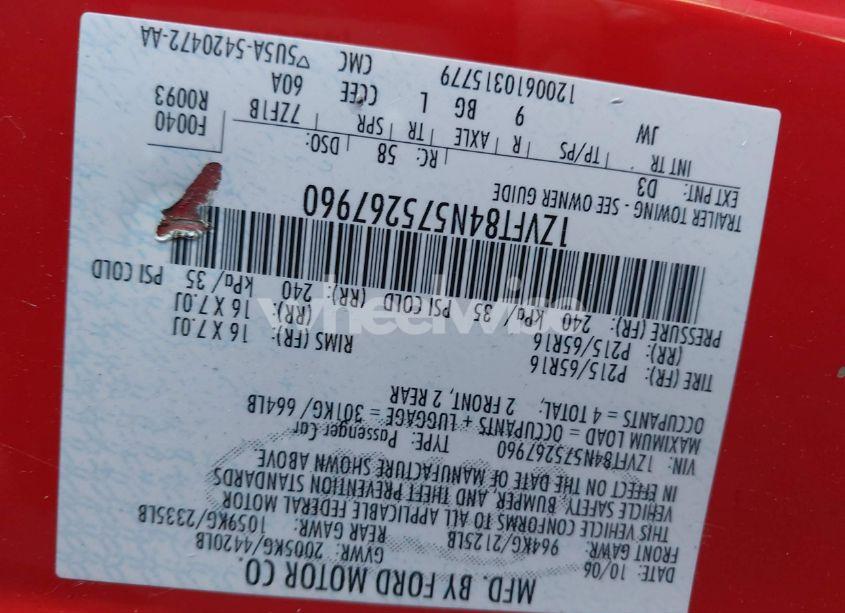 MFD. BY FORD MOTOR CO.
DATE: 10/06 GVWR: 2005KG/4420LB
FRONT GAWR: 964KG/2125LB REAR GAWR: 1059KG/2335LB
THIS VEHICLE CONFORMS TO ALL APPLICABLE FEDERAL MOTOR
VEHICLE SAFETY, BUMPER, AND THEFT PREVENTION STANDARDS
IN EFFECT ON THE DATE OF MANUFACTURE SHOWN ABOVE
VIN: 1ZVFT84N575267960 TYPE: Passenger Car
MAXIMUM LOAD = OCCUPANTS + LUGGAGE = 301KG/ 664LB
OCCUPANTS = 4 TOTAL; 2 FRONT, 2 REAR
TIRE (FR): P215/65R16 RIMS (FR): 16 X 7.0J
(RR): P215/65R16 (RR): 16 X 7.0J
PRESSURE (FR): 240 kPa/ 35 PSI COLD (RR): 240 kPa/ 35 PSI COLD
1ZVFT84N575267960
TRAILER TOWING - SEE OWNER GUIDE
EXT PNT: D3 RC: 58 DSO: F0040
INT TR | TP/PS | R | AXLE | TR | SPR 7ZF1B R0093
JW 9 BG L CCEE 60A
1200610315779 CMC ▽5U5A-5420472-AA
wheelwise